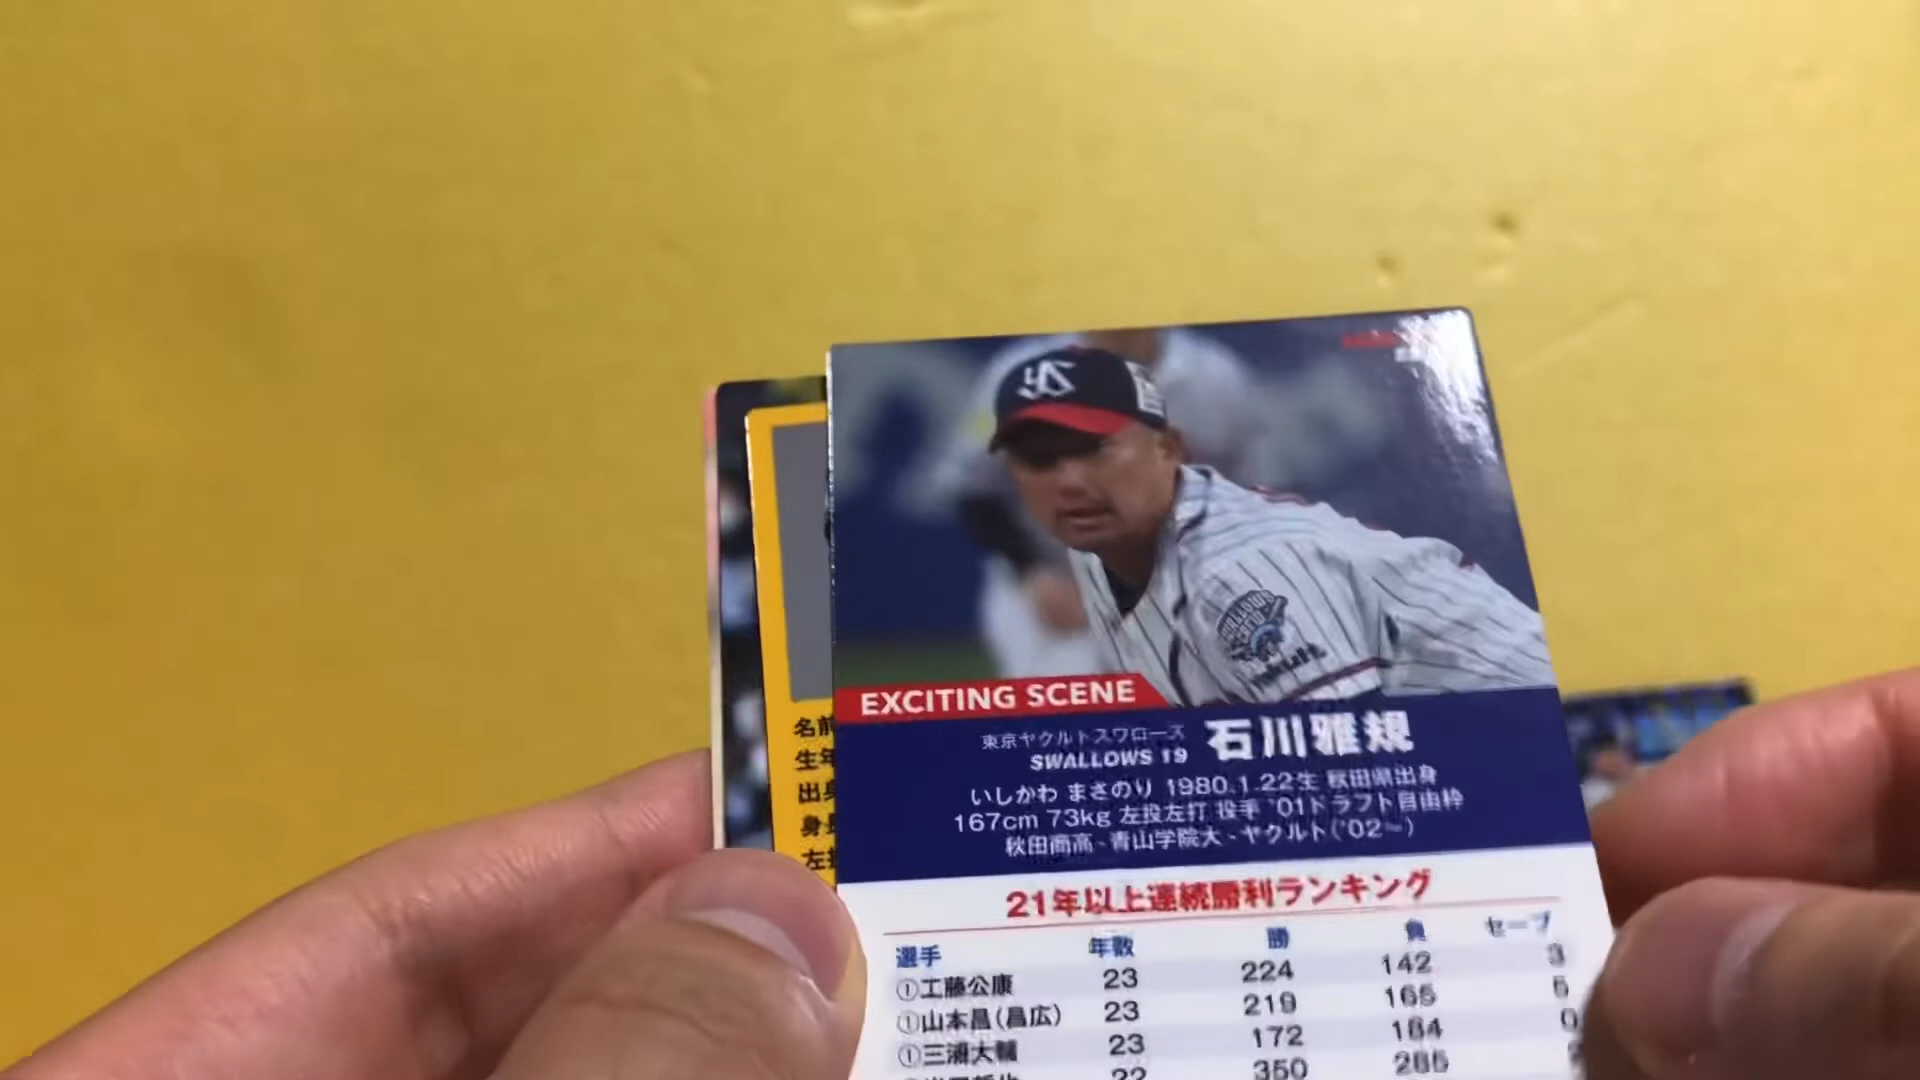 EXCITING SCENE
東京ヤクルトスワローズ 石川雅規
SWALLOWS 19
いしかわ まさのり 1980.1.22生 秋田県出身
167cm 73kg 左投左打 投手 '01ドラフト自由枠
秋田商高-青山学院大-ヤクルト('02~)
21年以上連続勝利ランキング
選手 年数 勝 負 セーブ
①工藤公康 23 224 142 3
①山本昌(昌広) 23 219 165 5
①三浦大輔 23 172 184 0
22 350 285
名前
生年
出身
身長
左投